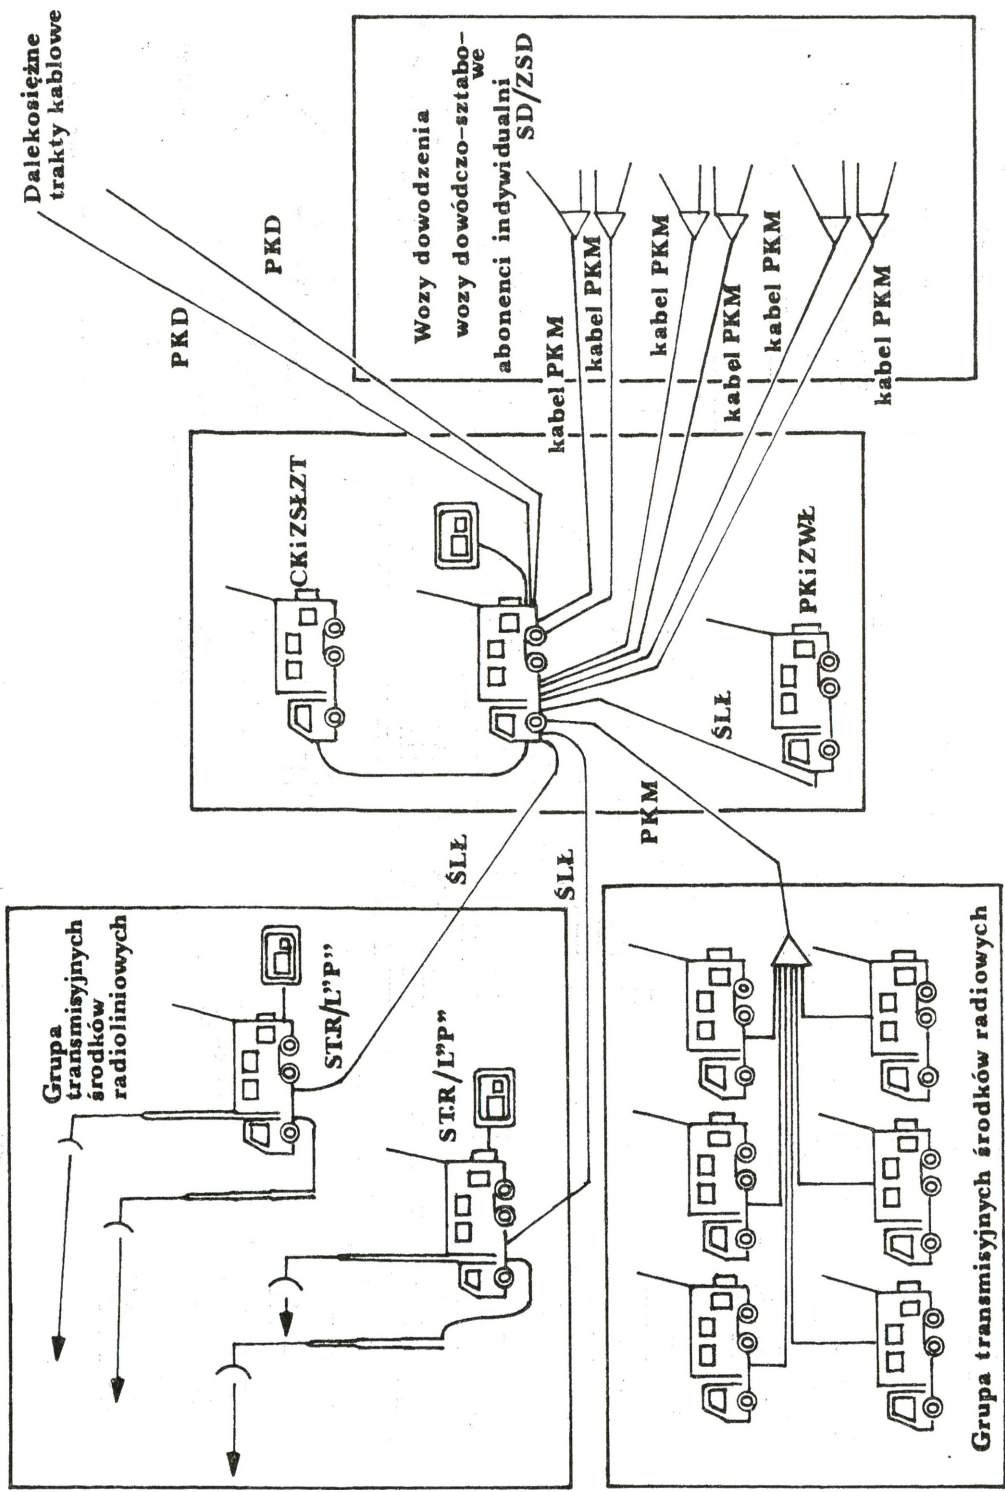 Dalekosiężne
trakty kablowe
PKD
PKD
Wozy dowodzenia
wozy dowódczo-sztabo-
we
abonenci indywidualni
SD/ZSD
kabel PKM
kabel PKM
kabel PKM
kabel PKM
kabel PKM
kabel PKM
CKiZSŁZT
PKiZWŁ
ŚLŁ
PKM
ŚLŁ
ŚLŁ
Grupa
transmisyjnych
środków
radioliniowych
ST.R/L"P"
ST.R/L"P"
Grupa transmisyjnych środków radiowych